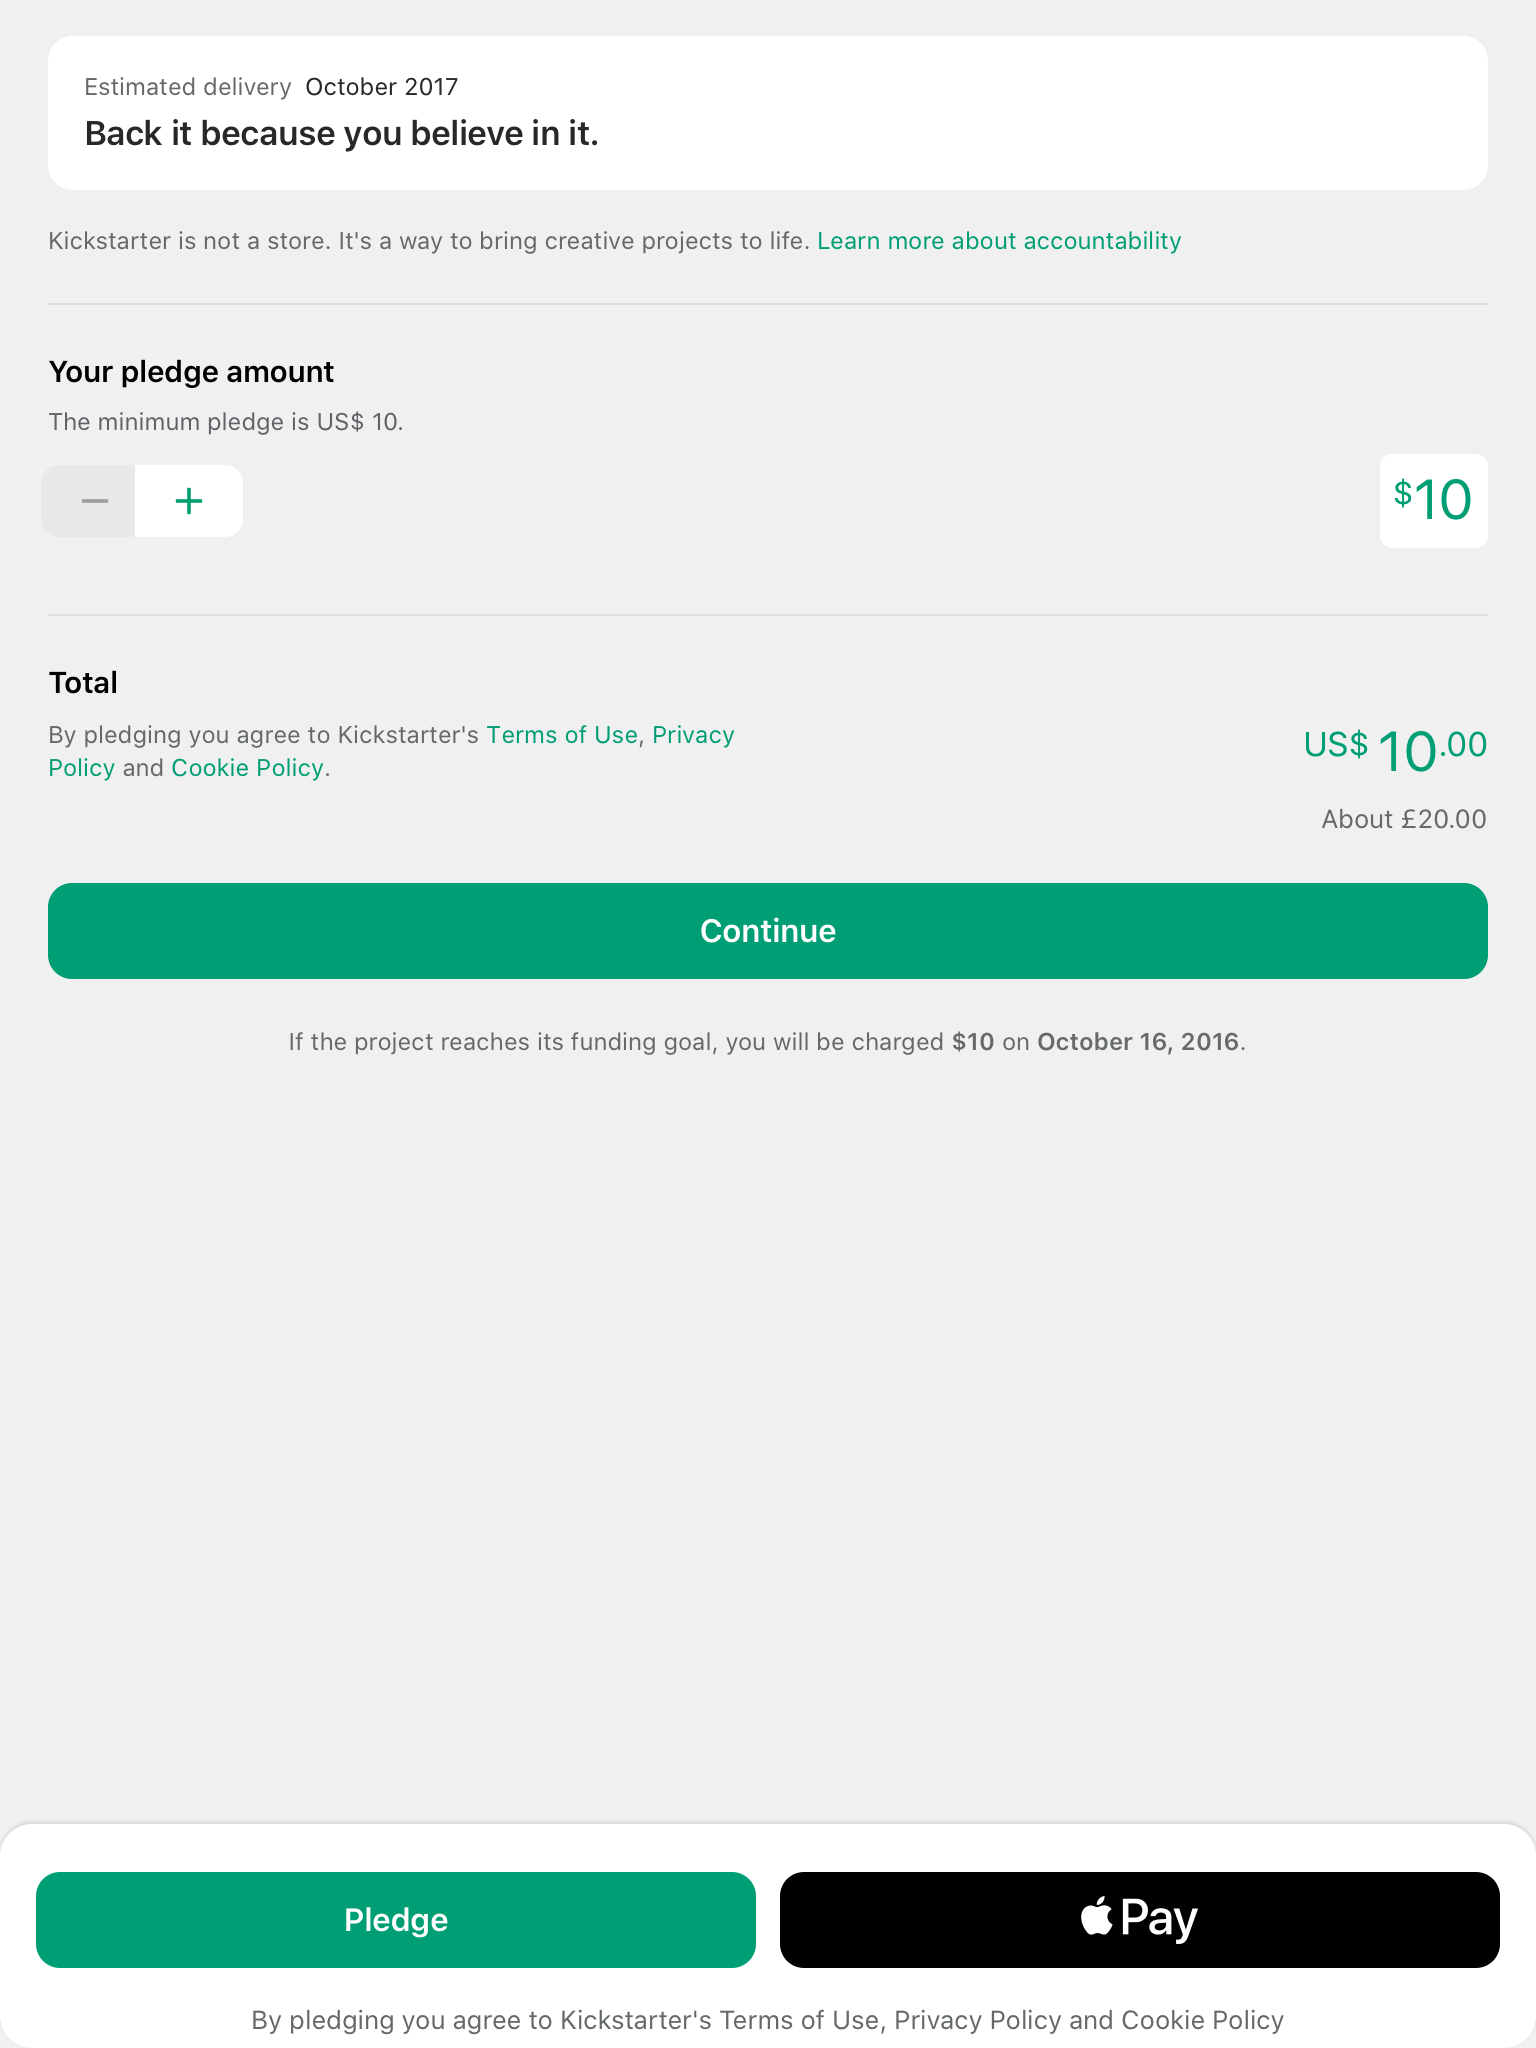 Estimated delivery October 2017
Back it because you believe in it.
Kickstarter is not a store. It's a way to bring creative projects to life. Learn more about accountability
Your pledge amount
The minimum pledge is US$ 10.
− +
$10
Total
By pledging you agree to Kickstarter's Terms of Use, Privacy
Policy and Cookie Policy.
US$ 10.00
About £20.00
Continue
If the project reaches its funding goal, you will be charged $10 on October 16, 2016.
Pledge
Pay
By pledging you agree to Kickstarter's Terms of Use, Privacy Policy and Cookie Policy